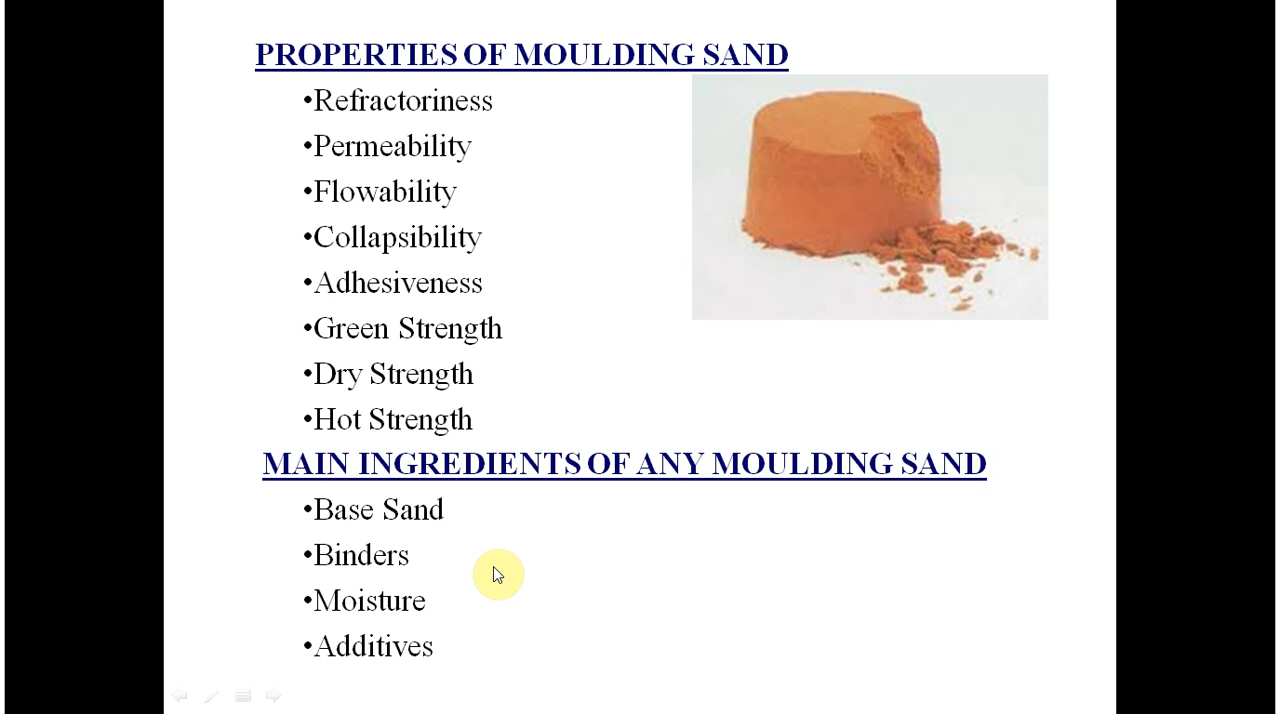 PROPERTIES OF MOULDING SAND
•Refractoriness
•Permeability
•Flowability
•Collapsibility
•Adhesiveness
•Green Strength
•Dry Strength
•Hot Strength
MAIN INGREDIENTS OF ANY MOULDING SAND
•Base Sand
•Binders
•Moisture
•Additives